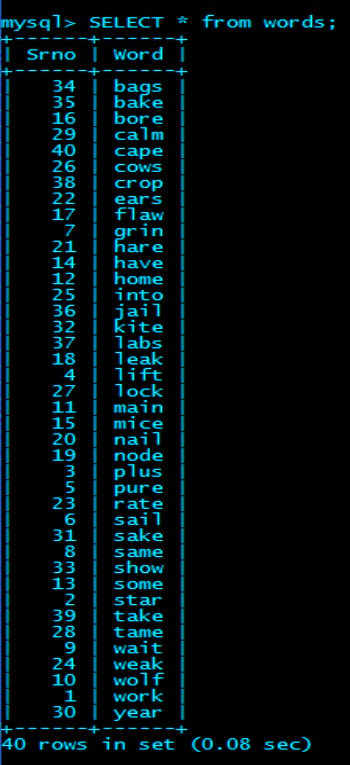 mysql> SELECT * from words;
+------+------+
| Srno | Word |
+------+------+
|   34 | bags |
|   35 | bake |
|   16 | bore |
|   29 | calm |
|   40 | cape |
|   26 | cows |
|   38 | crop |
|   22 | ears |
|   17 | flaw |
|    7 | grin |
|   21 | hare |
|   14 | have |
|   12 | home |
|   25 | into |
|   36 | jail |
|   32 | kite |
|   37 | labs |
|   18 | leak |
|    4 | lift |
|   27 | lock |
|   11 | main |
|   15 | mice |
|   20 | nail |
|   19 | node |
|    3 | plus |
|    5 | pure |
|   23 | rate |
|    6 | sail |
|   31 | sake |
|    8 | same |
|   33 | show |
|   13 | some |
|    2 | star |
|   39 | take |
|   28 | tame |
|    9 | wait |
|   24 | weak |
|   10 | wolf |
|    1 | work |
|   30 | year |
+------+------+
40 rows in set (0.08 sec)